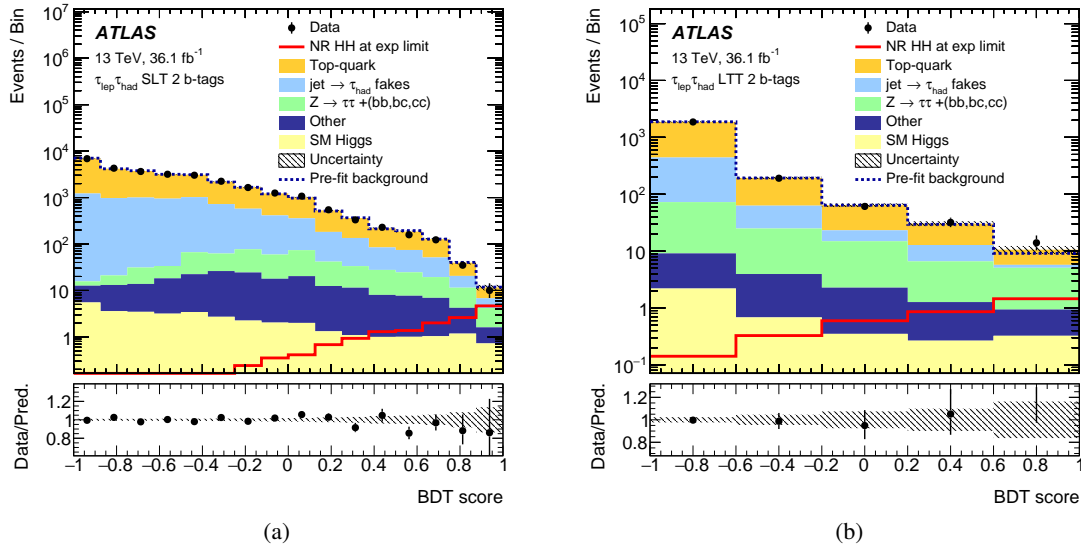 Events / Bin
10⁷
10⁶
10⁵
10⁴
10³
10²
10
1
ATLAS
13 TeV, 36.1 fb⁻¹
τ_lep τ_had SLT 2 b-tags
Data
NR HH at exp limit
Top-quark
jet → τ_had fakes
Z → ττ +(bb,bc,cc)
Other
SM Higgs
Uncertainty
Pre-fit background
Data/Pred.
1.2
1
0.8
−1 −0.8 −0.6 −0.4 −0.2 0 0.2 0.4 0.6 0.8 1
BDT score
(a)
Events / Bin
10⁵
10⁴
10³
10²
10
1
10⁻¹
ATLAS
13 TeV, 36.1 fb⁻¹
τ_lep τ_had LTT 2 b-tags
Data
NR HH at exp limit
Top-quark
jet → τ_had fakes
Z → ττ +(bb,bc,cc)
Other
SM Higgs
Uncertainty
Pre-fit background
Data/Pred.
1.2
1
0.8
−1 −0.8 −0.6 −0.4 −0.2 0 0.2 0.4 0.6 0.8 1
BDT score
(b)